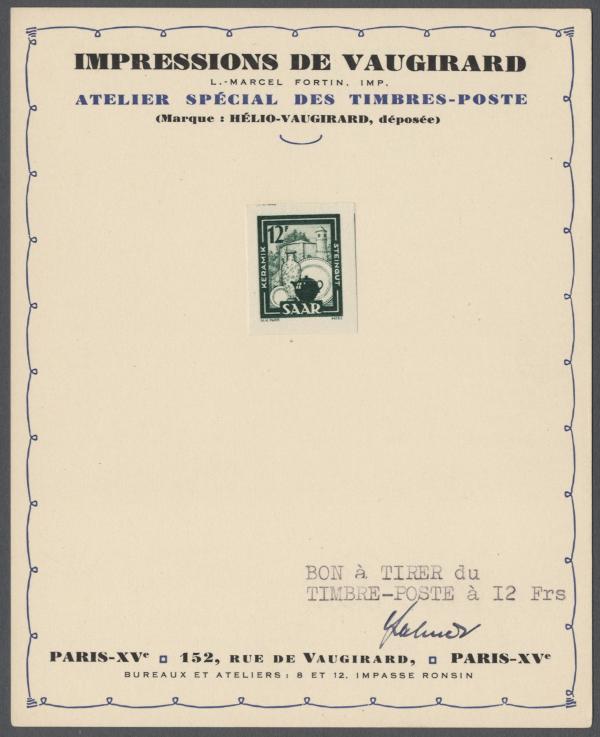 IMPRESSIONS DE VAUGIRARD
L.-MARCEL FORTIN, IMP.
ATELIER SPÉCIAL DES TIMBRES-POSTE
(Marque : HÉLIO-VAUGIRARD, déposée)
12F
KERAMIK
STEINGUT
SAAR
BON à TIRER du
TIMBRE-POSTE à I2 Frs
PARIS-XVe 152, RUE DE VAUGIRARD, PARIS-XVe
BUREAUX ET ATELIERS : 8 ET 12, IMPASSE RONSIN